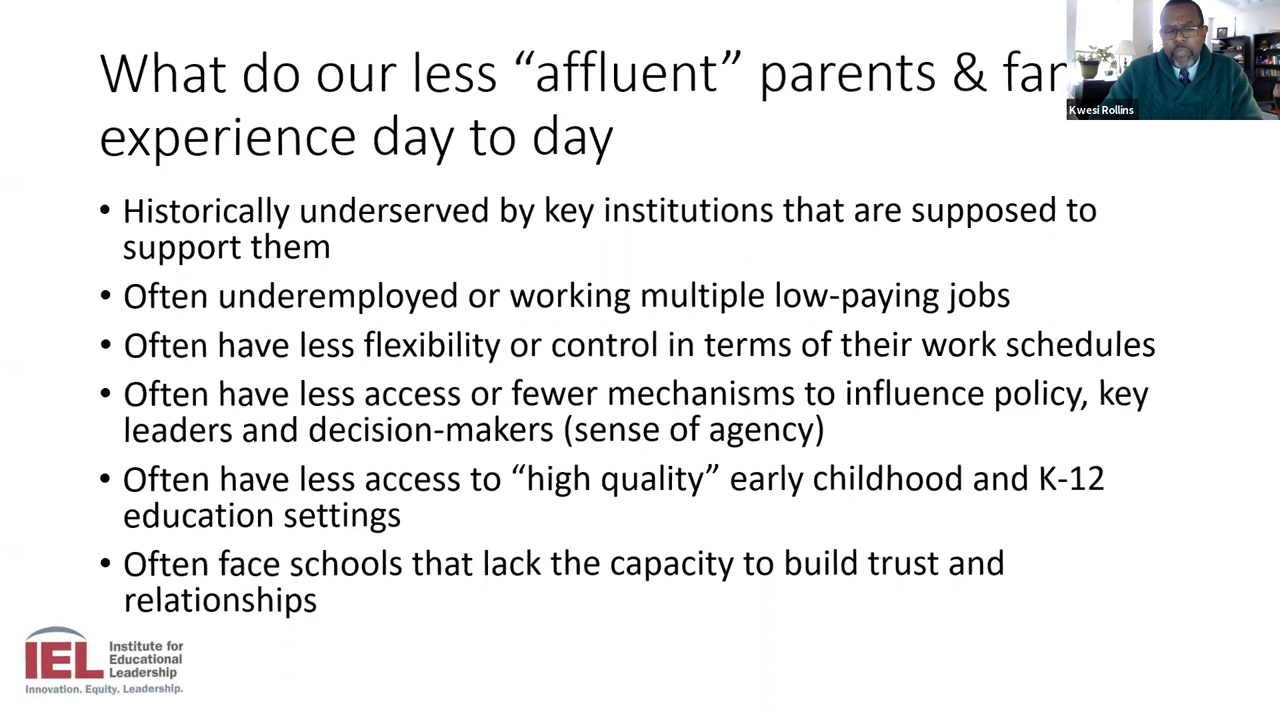 What do our less “affluent” parents & fam
experience day to day
Kwesi Rollins
• Historically underserved by key institutions that are supposed to
support them
• Often underemployed or working multiple low-paying jobs
• Often have less flexibility or control in terms of their work schedules
• Often have less access or fewer mechanisms to influence policy, key
leaders and decision-makers (sense of agency)
• Often have less access to “high quality” early childhood and K-12
education settings
• Often face schools that lack the capacity to build trust and
relationships
IEL
Institute for
Educational
Leadership
Innovation. Equity. Leadership.